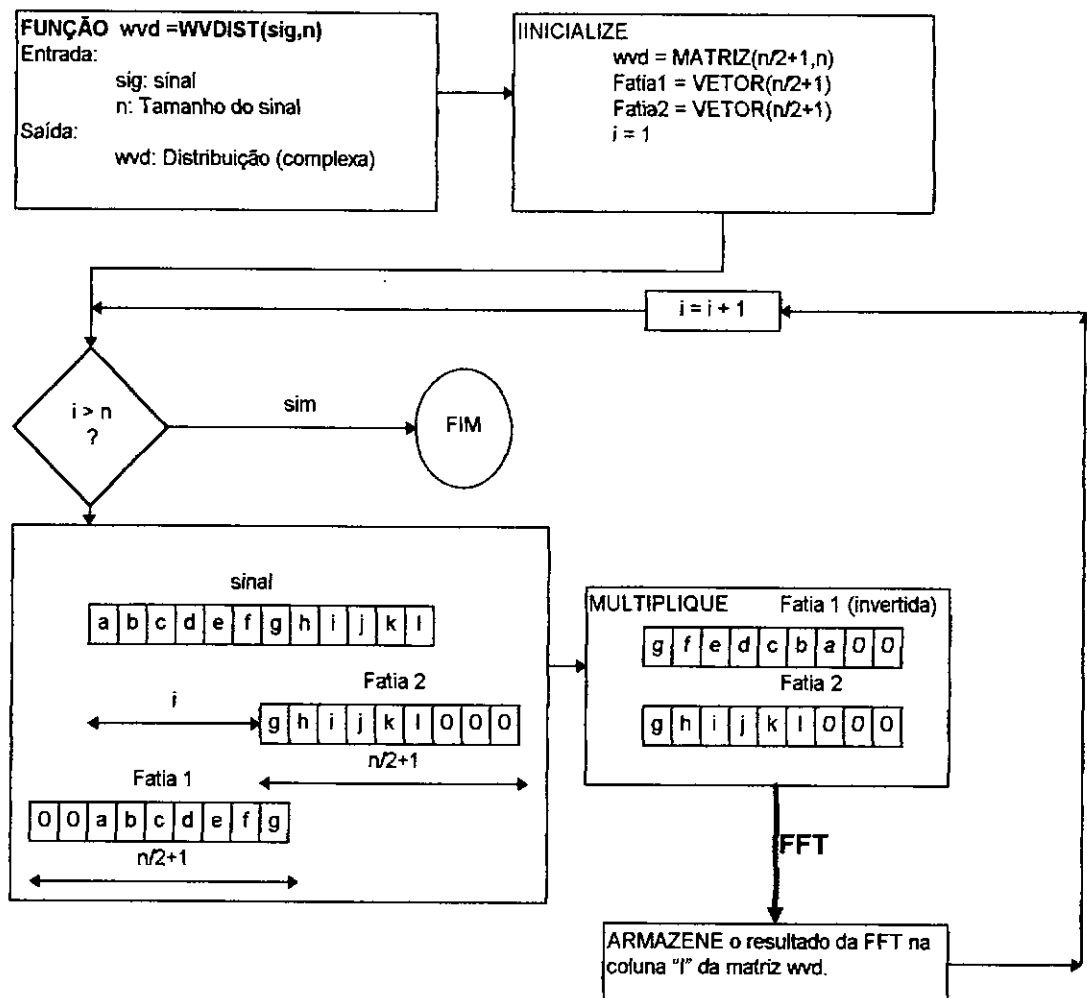 FUNÇÃO wvd =WVDIST(sig,n)
Entrada:
sig: sinal
n: Tamanho do sinal
Saída:
wvd: Distribuição (complexa)
IINICIALIZE
wvd = MATRIZ(n/2+1,n)
Fatia1 = VETOR(n/2+1)
Fatia2 = VETOR(n/2+1)
i = 1
i = i + 1
i > n
?
sim
FIM
sinal
a b c d e f g h i j k l
i
Fatia 2
g h i j k l 0 0 0
n/2+1
Fatia 1
0 0 a b c d e f g
n/2+1
MULTIPLIQUE Fatia 1 (invertida)
g f e d c b a 0 0
Fatia 2
g h i j k l 0 0 0
FFT
ARMAZENE o resultado da FFT na
coluna "I" da matriz wvd.